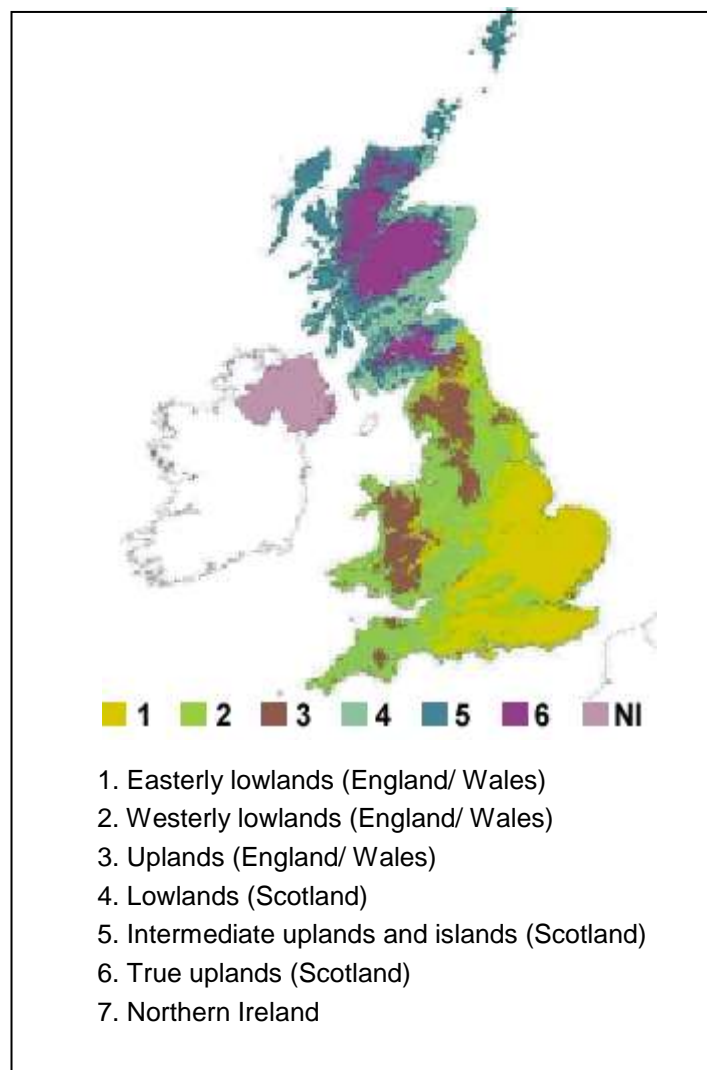 1 2 3 4 5 6 NI
1. Easterly lowlands (England/ Wales)
2. Westerly lowlands (England/ Wales)
3. Uplands (England/ Wales)
4. Lowlands (Scotland)
5. Intermediate uplands and islands (Scotland)
6. True uplands (Scotland)
7. Northern Ireland